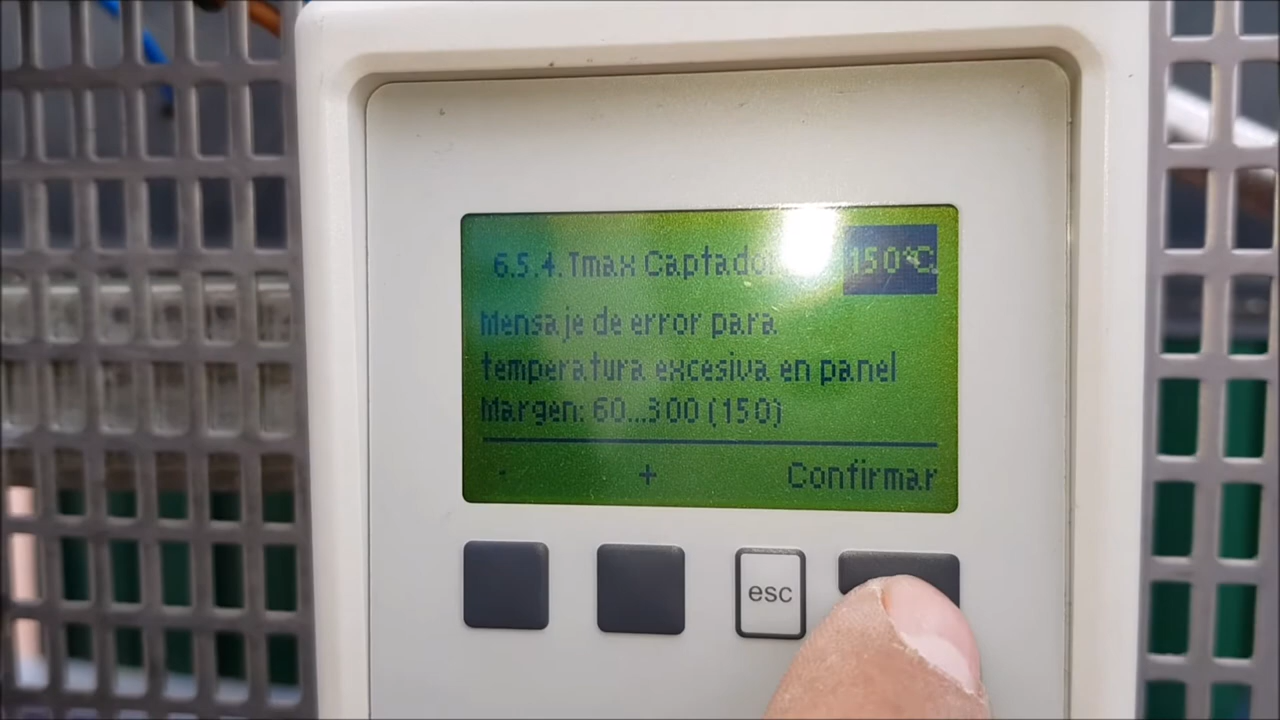 6.5.4. Tmax Captador 150°C
Mensaje de error para
temperatura excesiva en panel
Margen: 60...300 (150)
- + Confirmar
esc